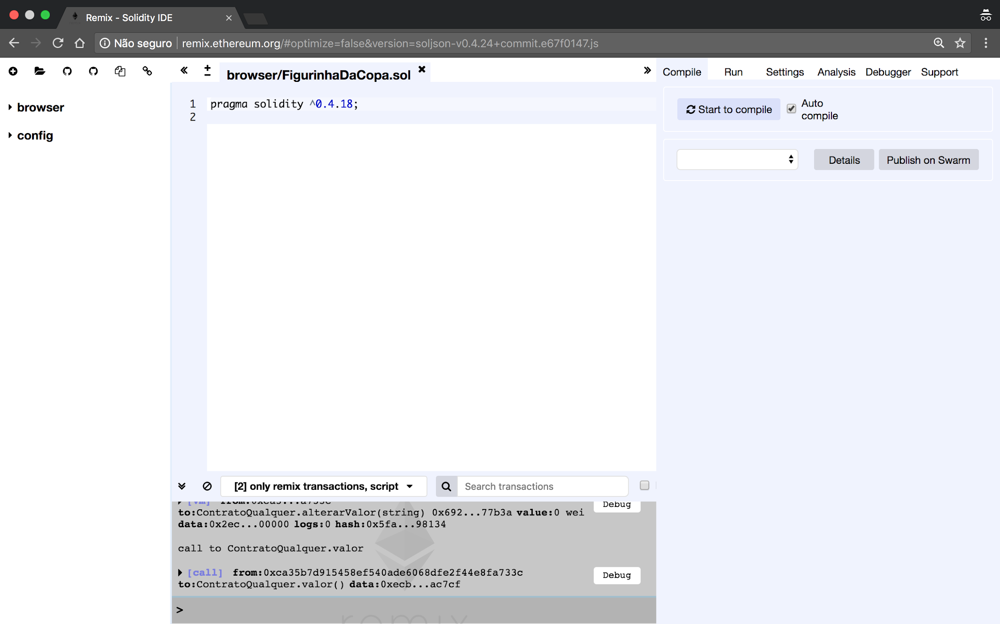 Remix - Solidity IDE
Não seguro remix.ethereum.org/#optimize=false&version=soljson-v0.4.24+commit.e67f0147.js
browser/FigurinhaDaCopa.sol
Compile Run Settings Analysis Debugger Support
browser
config
1 pragma solidity ^0.4.18;
2
Start to compile
Auto
compile
Details Publish on Swarm
[2] only remix transactions, script
Search transactions
[vm] from:0xca3...a733c
Debug
to:ContratoQualquer.alterarValor(string) 0x692...77b3a value:0 wei
data:0x2ec...00000 logs:0 hash:0x5fa...98134
call to ContratoQualquer.valor
[call] from:0xca35b7d915458ef540ade6068dfe2f44e8fa733c
Debug
to:ContratoQualquer.valor() data:0xecb...ac7cf
>
remix